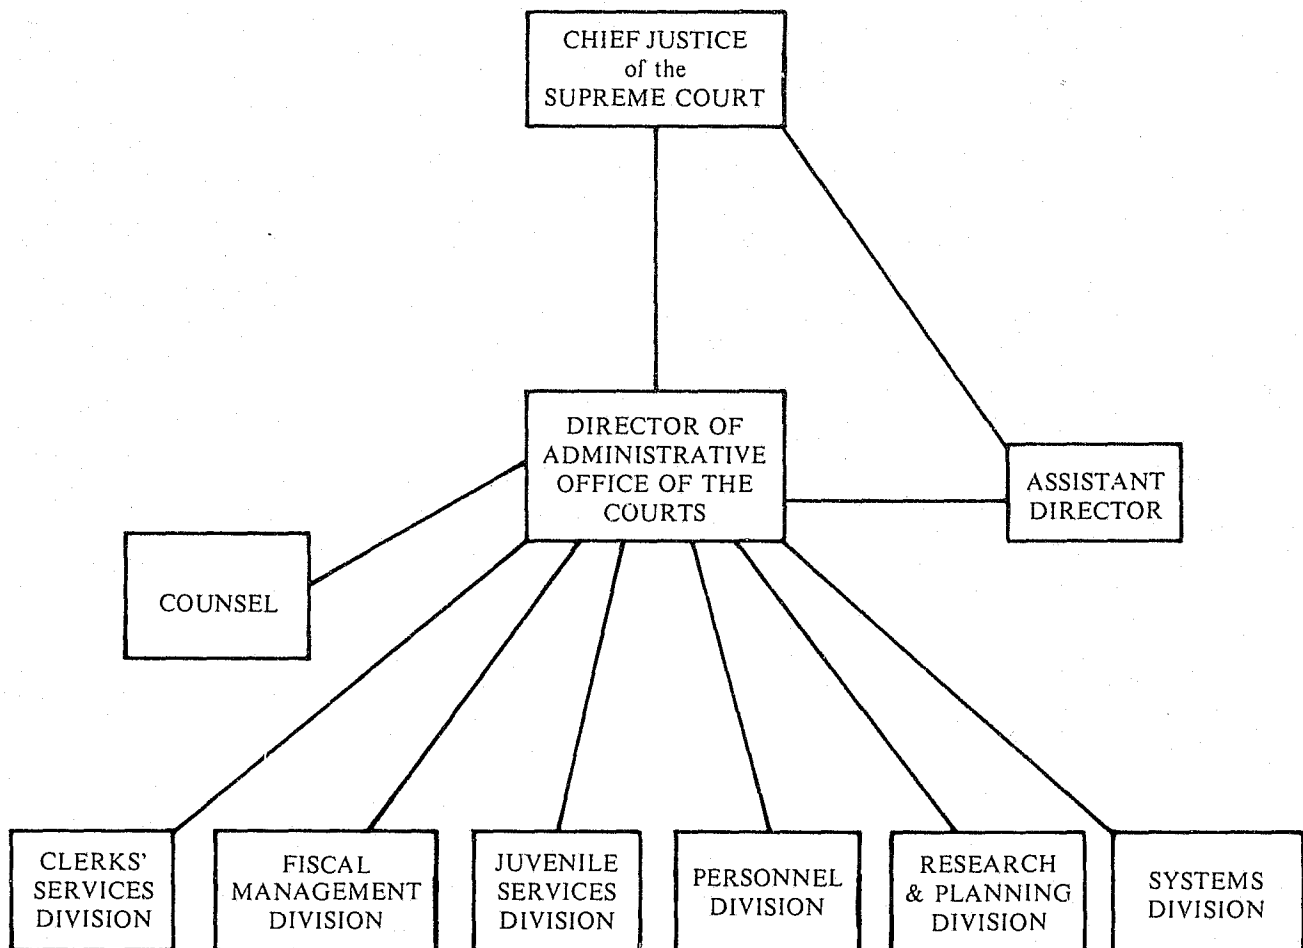 CHIEF JUSTICE
of the
SUPREME COURT
DIRECTOR OF
ADMINISTRATIVE
OFFICE OF THE
COURTS
ASSISTANT
DIRECTOR
COUNSEL
CLERKS'
SERVICES
DIVISION
FISCAL
MANAGEMENT
DIVISION
JUVENILE
SERVICES
DIVISION
PERSONNEL
DIVISION
RESEARCH
& PLANNING
DIVISION
SYSTEMS
DIVISION